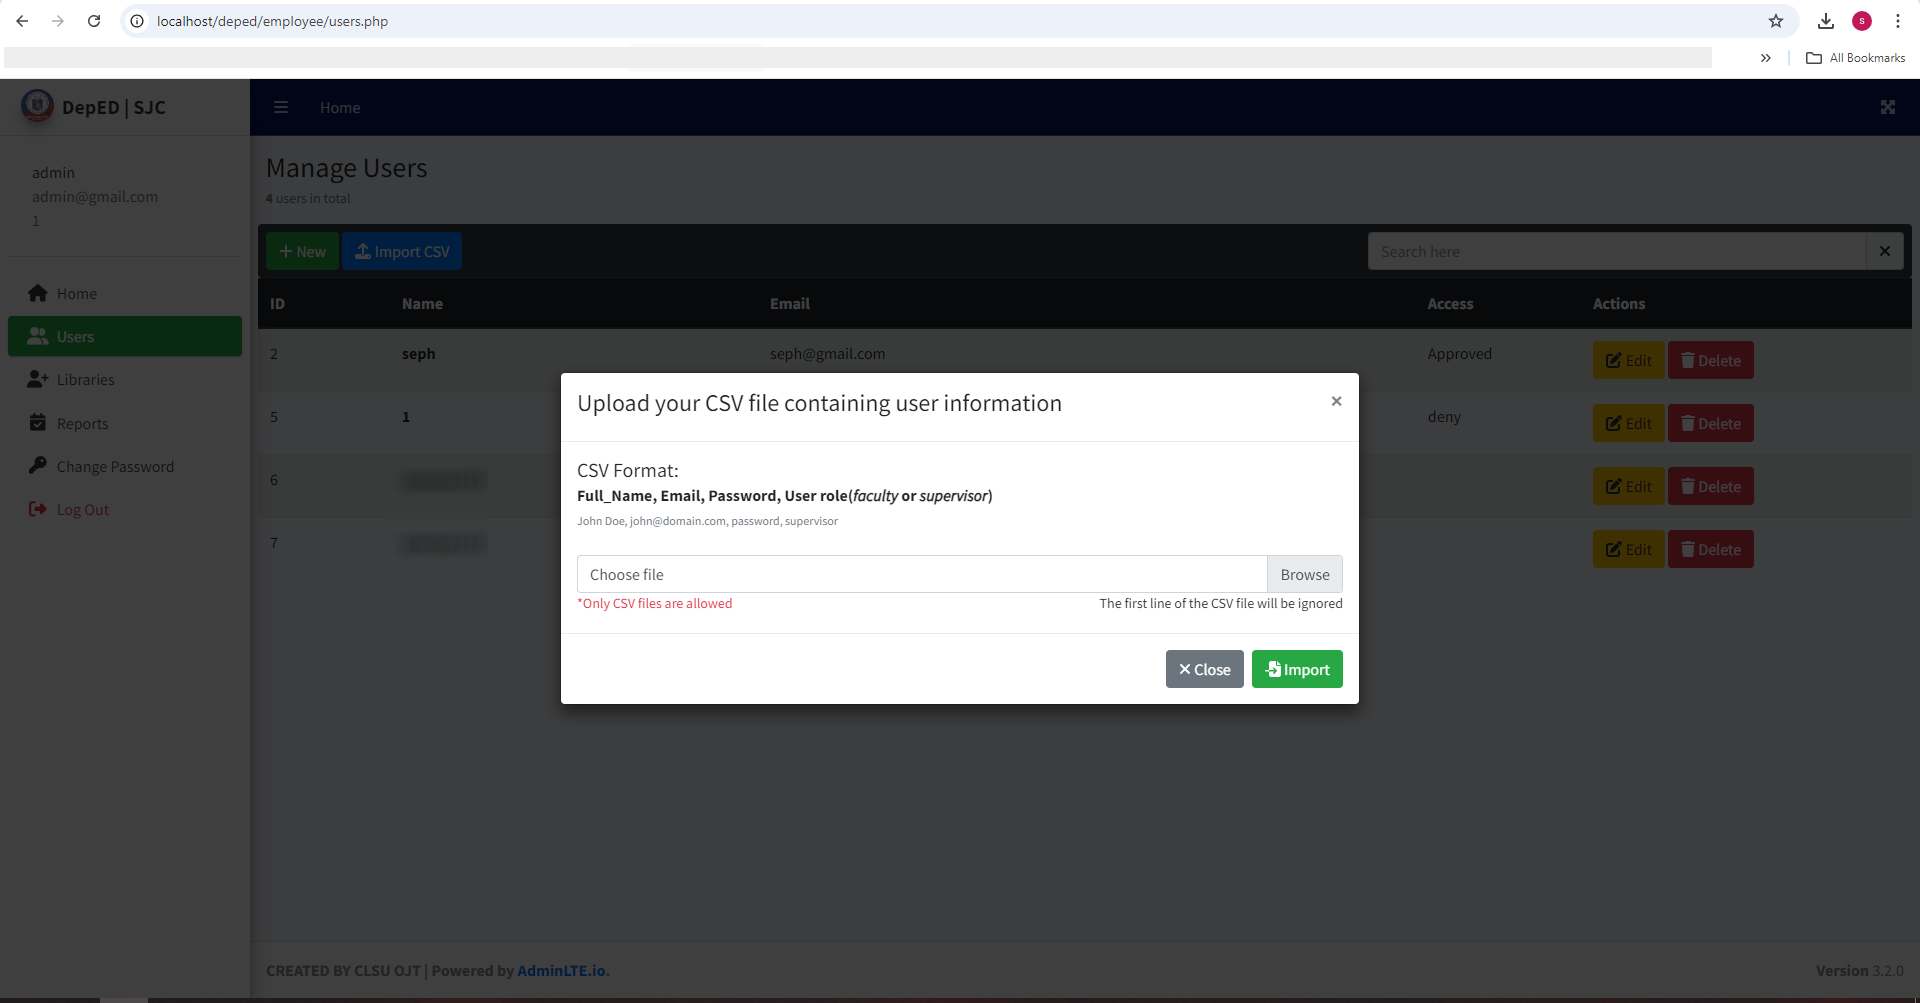 localhost/deped/employee/users.php
All Bookmarks
DepED | SJC
Home
admin
admin@gmail.com
1
Manage Users
4 users in total
New
Import CSV
Search here
ID
Name
Email
Access
Actions
Home
Users
Libraries
Reports
Change Password
Log Out
2
seph
seph@gmail.com
Approved
Edit
Delete
5
1
deny
Edit
Delete
6
Edit
Delete
7
Edit
Delete
Upload your CSV file containing user information
×
CSV Format:
Full_Name, Email, Password, User role(faculty or supervisor)
John Doe, john@domain.com, password, supervisor
Choose file
Browse
*Only CSV files are allowed
The first line of the CSV file will be ignored
Close
Import
CREATED BY CLSU OJT | Powered by AdminLTE.io.
Version 3.2.0